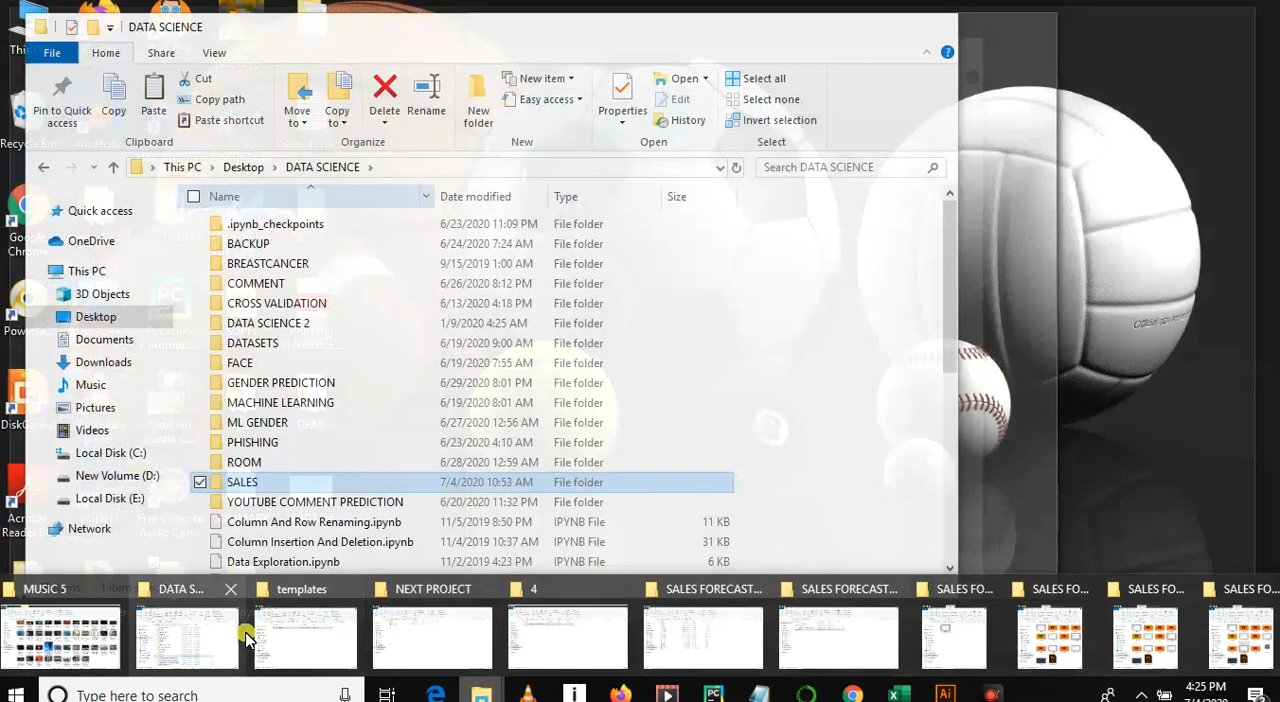 DATA SCIENCE
File Home Share View
Pin to Quick access
Copy
Paste
Cut
Copy path
Paste shortcut
Clipboard
Move to
Copy to
Delete
Rename
Organize
New folder
New item
Easy access
New
Properties
Open
Edit
History
Open
Select all
Select none
Invert selection
Select
This PC Desktop DATA SCIENCE
Search DATA SCIENCE
Name Date modified Type Size
Quick access
OneDrive
This PC
3D Objects
Desktop
Documents
Downloads
Music
Pictures
Videos
Local Disk (C:)
New Volume (D:)
Local Disk (E:)
Network
.ipynb_checkpoints 6/23/2020 11:09 PM File folder
BACKUP 6/24/2020 7:24 AM File folder
BREASTCANCER 9/15/2019 1:00 AM File folder
COMMENT 6/26/2020 8:12 PM File folder
CROSS VALIDATION 6/13/2020 4:18 PM File folder
DATA SCIENCE 2 1/9/2020 4:25 AM File folder
DATASETS 6/19/2020 9:00 AM File folder
FACE 6/19/2020 7:55 AM File folder
GENDER PREDICTION 6/29/2020 8:01 PM File folder
MACHINE LEARNING 6/19/2020 8:01 AM File folder
ML GENDER 6/27/2020 12:56 AM File folder
PHISHING 6/23/2020 4:10 AM File folder
ROOM 6/28/2020 12:59 AM File folder
SALES 7/4/2020 10:53 AM File folder
YOUTUBE COMMENT PREDICTION 6/20/2020 11:32 PM File folder
Column And Row Renaming.ipynb 11/5/2019 8:50 PM IPYNB File 11 KB
Column Insertion And Deletion.ipynb 11/4/2019 10:37 AM IPYNB File 31 KB
Data Exploration.ipynb 11/2/2019 4:23 PM IPYNB File 6 KB
MUSIC 5 DATA S... templates NEXT PROJECT 4 SALES FORECAST... SALES FORECAST... SALES FO... SALES FO... SALES FO... SALES FO...
Type here to search
4:25 PM